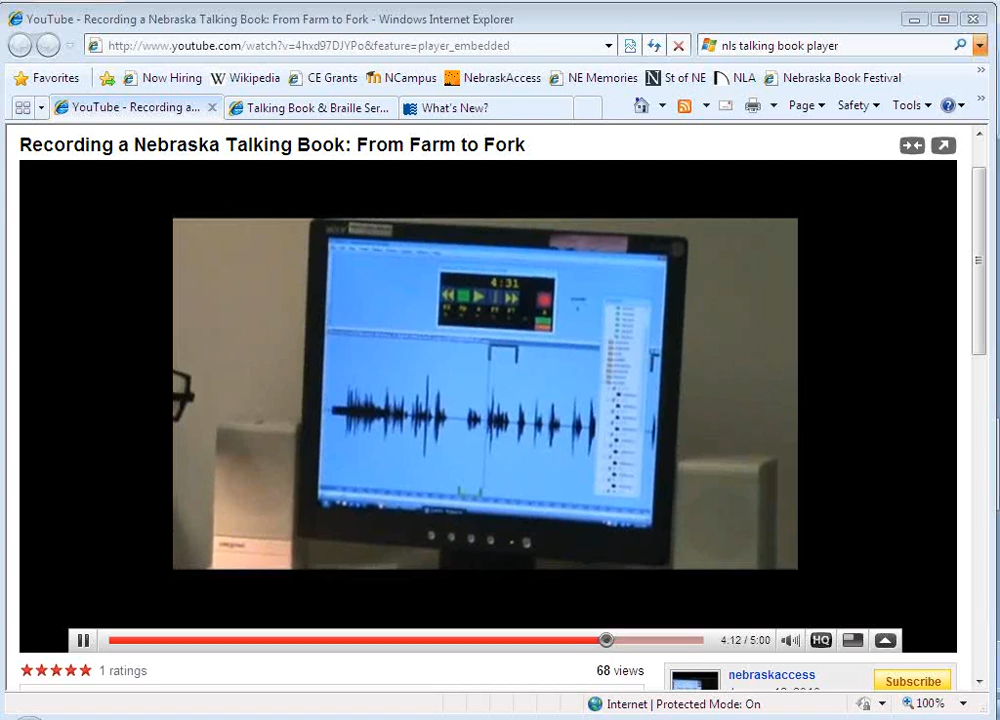 YouTube - Recording a Nebraska Talking Book: From Farm to Fork - Windows Internet Explorer
http://www.youtube.com/watch?v=4hxd97DJYPo&feature=player_embedded
nls talking book player
Favorites Now Hiring Wikipedia CE Grants NCampus NebraskAccess NE Memories St of NE NLA Nebraska Book Festival
YouTube - Recording a... Talking Book & Braille Ser... What's New? Page Safety Tools
Recording a Nebraska Talking Book: From Farm to Fork
acer
4:31
4:12 / 5:00 HQ
1 ratings 68 views
nebraskaccess
Subscribe
Internet | Protected Mode: On 100%